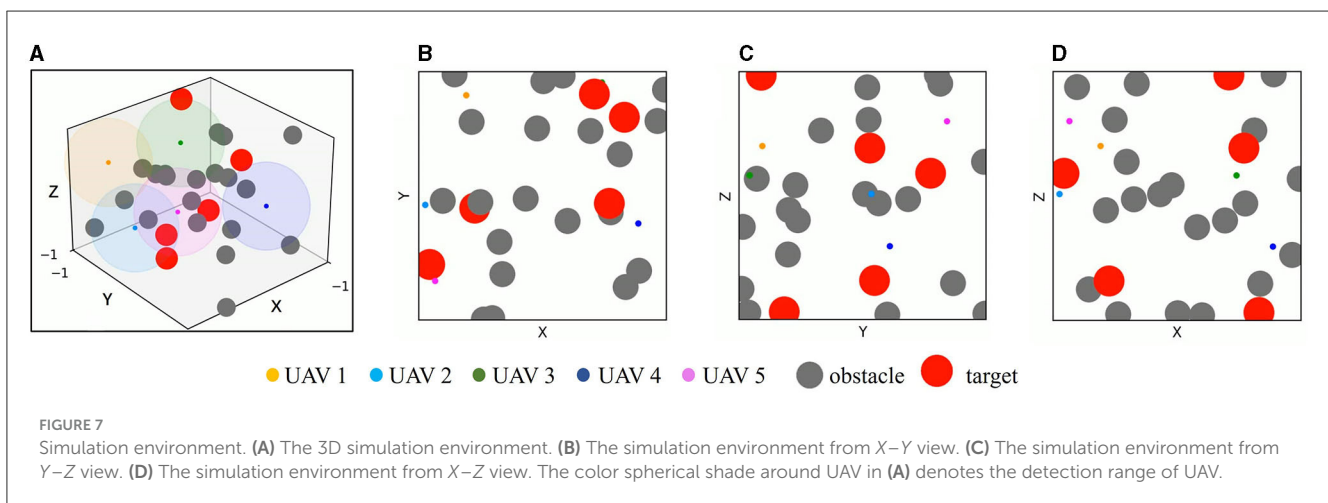 A
B
C
D
Z
−1
−1
Y
X
−1
Y
X
Z
Y
Z
X
UAV 1 UAV 2 UAV 3 UAV 4 UAV 5 obstacle target
FIGURE 7
Simulation environment. (A) The 3D simulation environment. (B) The simulation environment from X–Y view. (C) The simulation environment from
Y–Z view. (D) The simulation environment from X–Z view. The color spherical shade around UAV in (A) denotes the detection range of UAV.